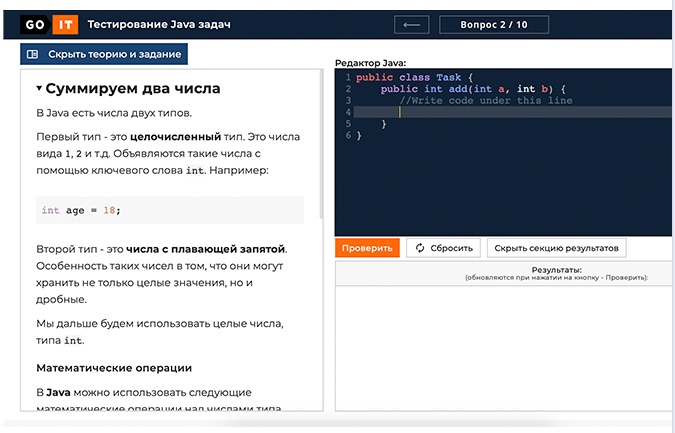 GO IT Тестирование Java задач
Вопрос 2 / 10
Скрыть теорию и задание
Суммируем два числа
В Java есть числа двух типов.
Первый тип - это целочисленный тип. Это числа
вида 1, 2 и т.д. Объявляются такие числа с
помощью ключевого слова int. Например:
int age = 18;
Второй тип - это числа с плавающей запятой.
Особенность таких чисел в том, что они могут
хранить не только целые значения, но и
дробные.
Мы дальше будем использовать целые числа,
типа int.
Математические операции
В Java можно использовать следующие
математические операции над числами типа
Редактор Java:
1 public class Task {
2 public int add(int a, int b) {
3 //Write code under this line
4
5 }
6 }
Проверить
Сбросить
Скрыть секцию результатов
Результаты:
(обновляются при нажатии на кнопку - Проверить):